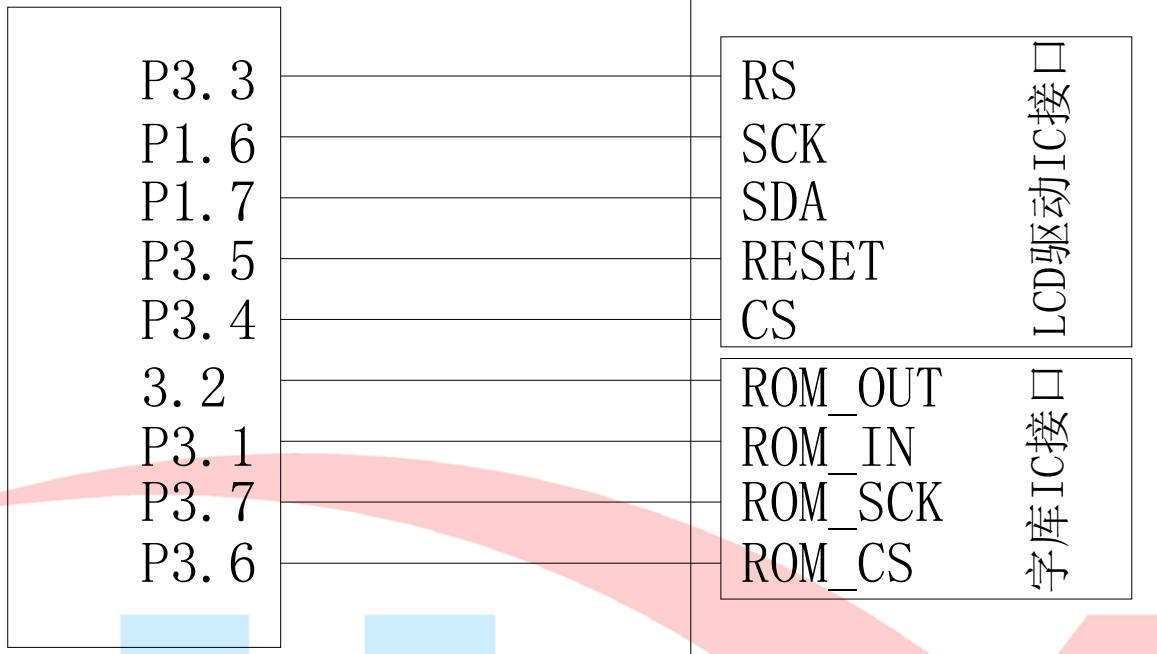 P3.3
P1.6
P1.7
P3.5
P3.4
3.2
P3.1
P3.7
P3.6
RS
SCK
SDA
RESET
CS
LCD驱动IC接口
ROM_OUT
ROM_IN
ROM_SCK
ROM_CS
字库IC接口